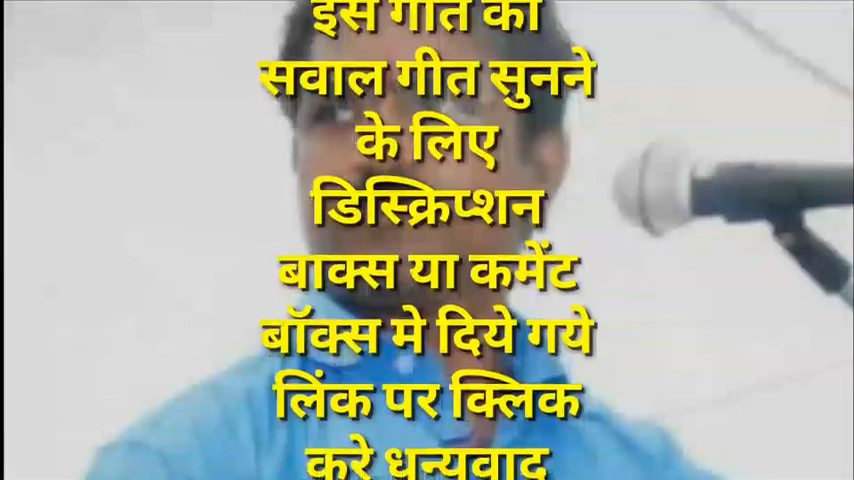 इस गीत का
सवाल गीत सुनने
के लिए
डिस्क्रिप्शन
बाक्स या कमेंट
बॉक्स मे दिये गये
लिंक पर क्लिक
करे धन्यवाद